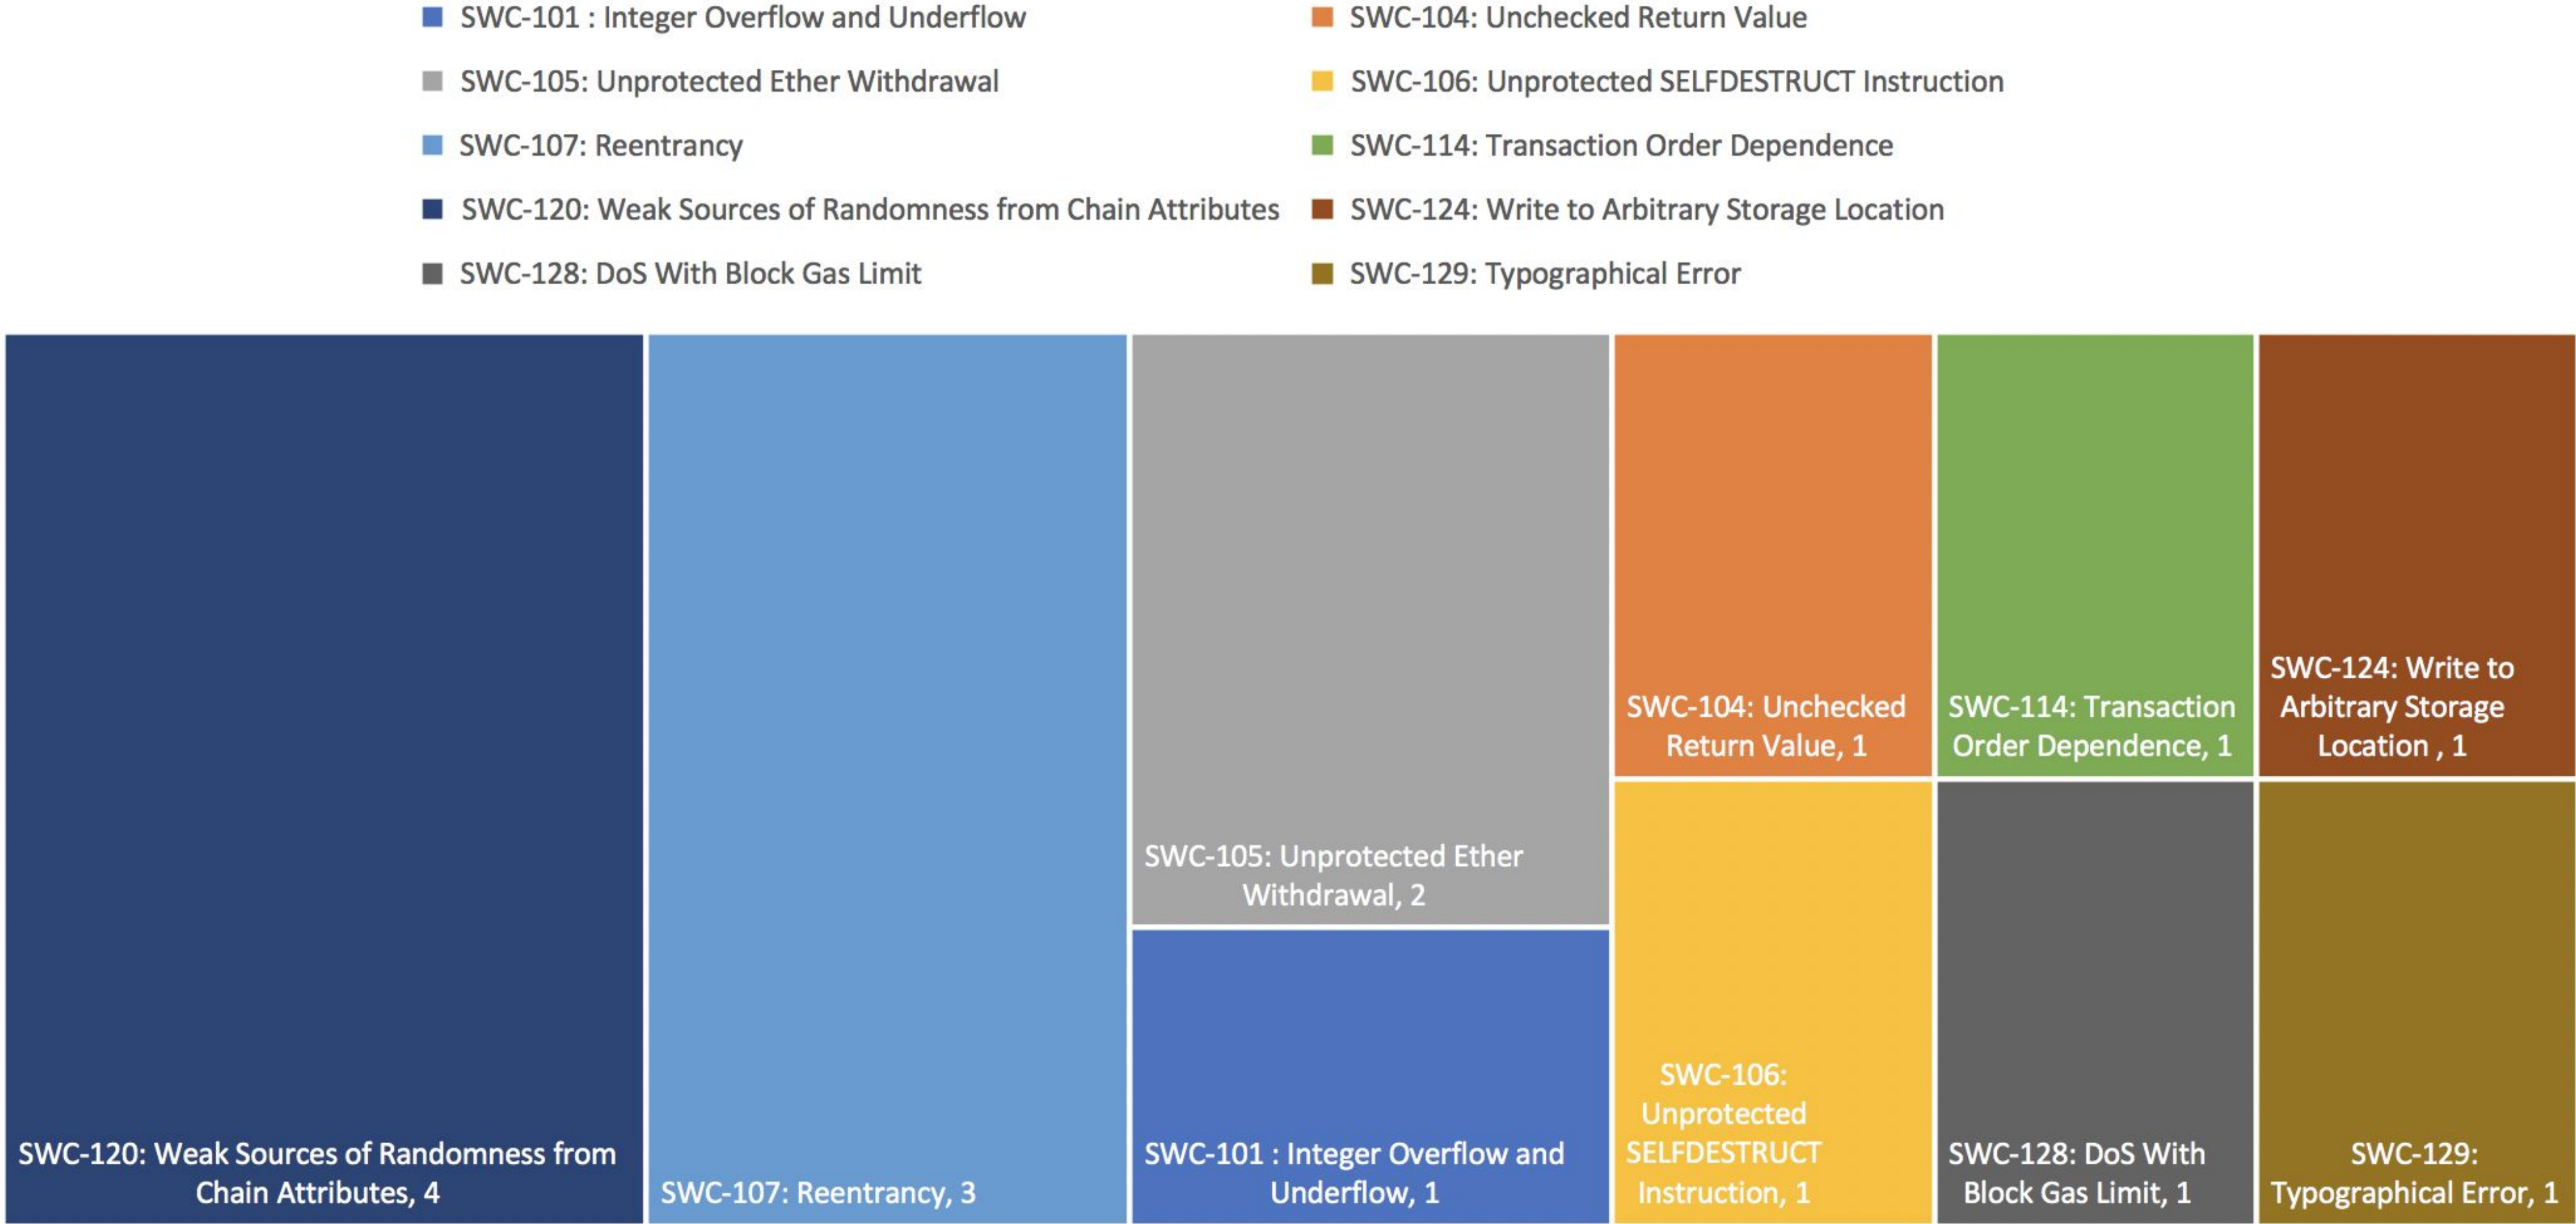 SWC-101 : Integer Overflow and Underflow
SWC-104: Unchecked Return Value
SWC-105: Unprotected Ether Withdrawal
SWC-106: Unprotected SELFDESTRUCT Instruction
SWC-107: Reentrancy
SWC-114: Transaction Order Dependence
SWC-120: Weak Sources of Randomness from Chain Attributes
SWC-124: Write to Arbitrary Storage Location
SWC-128: DoS With Block Gas Limit
SWC-129: Typographical Error
SWC-120: Weak Sources of Randomness from
Chain Attributes, 4
SWC-107: Reentrancy, 3
SWC-105: Unprotected Ether
Withdrawal, 2
SWC-101 : Integer Overflow and
Underflow, 1
SWC-104: Unchecked
Return Value, 1
SWC-106:
Unprotected
SELFDESTRUCT
Instruction, 1
SWC-114: Transaction
Order Dependence, 1
SWC-128: DoS With
Block Gas Limit, 1
SWC-124: Write to
Arbitrary Storage
Location , 1
SWC-129:
Typographical Error, 1